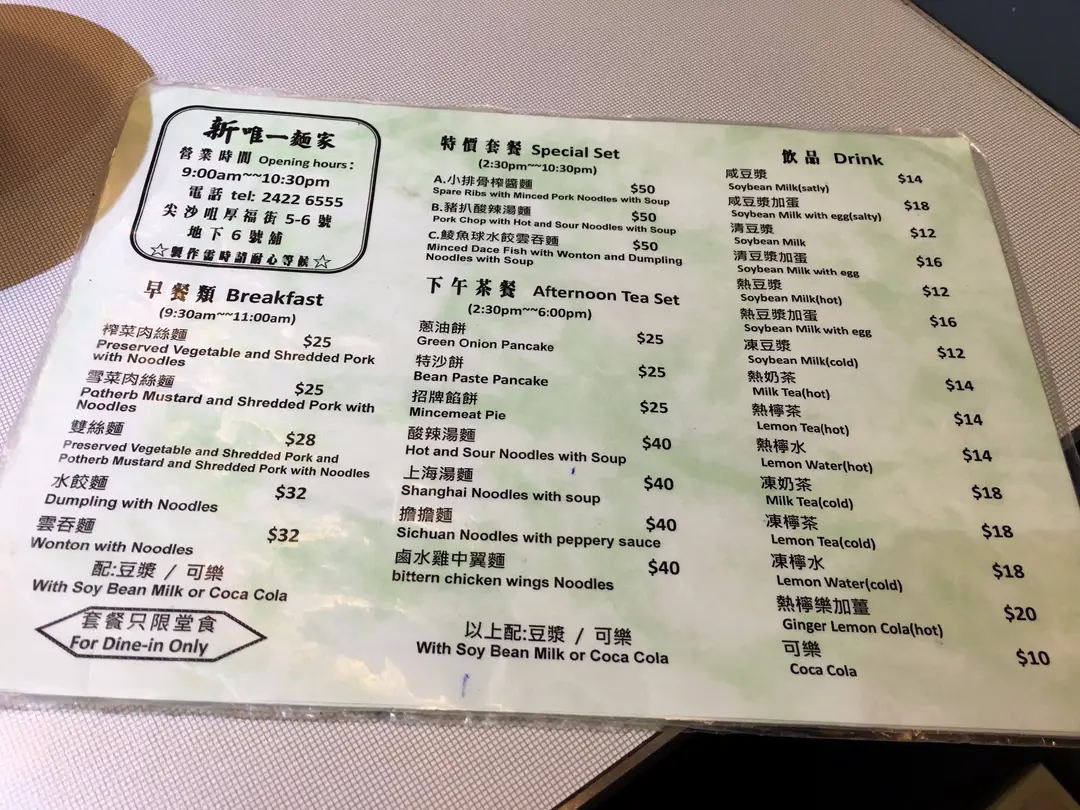 新唯一麵家
營業時間 Opening hours:
9:00am~~10:30pm
電話 tel: 2422 6555
尖沙咀厚福街 5-6 號
地下 6 號舖
☆製作需時請耐心等候☆
早餐類 Breakfast
(9:30am~~11:00am)
榨菜肉絲麵 $25
Preserved Vegetable and Shredded Pork
with Noodles
雪菜肉絲麵 $25
Potherb Mustard and Shredded Pork with
Noodles
雙絲麵 $28
Preserved Vegetable and Shredded Pork and
Potherb Mustard and Shredded Pork with Noodles
水餃麵 $32
Dumpling with Noodles
雲吞麵 $32
Wonton with Noodles
配:豆漿 / 可樂
With Soy Bean Milk or Coca Cola
套餐只限堂食
For Dine-in Only
特價套餐 Special Set
(2:30pm~~10:30pm)
A.小排骨榨醬麵 $50
Spare Ribs with Minced Pork Noodles with Soup
B.豬扒酸辣湯麵 $50
Pork Chop with Hot and Sour Noodles with Soup
C.鯪魚球水餃雲吞麵 $50
Minced Dace Fish with Wonton and Dumpling
Noodles with Soup
下午茶餐 Afternoon Tea Set
(2:30pm~~6:00pm)
蔥油餅 $25
Green Onion Pancake
特沙餅 $25
Bean Paste Pancake
招牌餡餅 $25
Mincemeat Pie
酸辣湯麵 $40
Hot and Sour Noodles with Soup
上海湯麵 $40
Shanghai Noodles with soup
擔擔麵 $40
Sichuan Noodles with peppery sauce
鹵水雞中翼麵 $40
bittern chicken wings Noodles
以上配:豆漿 / 可樂
With Soy Bean Milk or Coca Cola
飲品 Drink
咸豆漿 $14
Soybean Milk(satly)
咸豆漿加蛋 $18
Soybean Milk with egg(salty)
清豆漿 $12
Soybean Milk
清豆漿加蛋 $16
Soybean Milk with egg
熱豆漿 $12
Soybean Milk(hot)
熱豆漿加蛋 $16
Soybean Milk with egg
凍豆漿 $12
Soybean Milk(cold)
熱奶茶 $14
Milk Tea(hot)
熱檸茶 $14
Lemon Tea(hot)
熱檸水 $14
Lemon Water(hot)
凍奶茶 $18
Milk Tea(cold)
凍檸茶 $18
Lemon Tea(cold)
凍檸水 $18
Lemon Water(cold)
熱檸樂加薑 $20
Ginger Lemon Cola(hot)
可樂 $10
Coca Cola